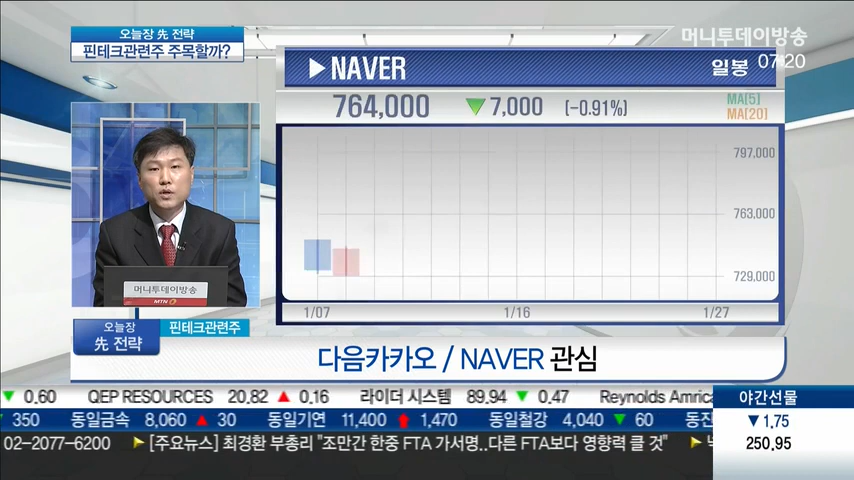 오늘장 先 전략
핀테크관련주 주목할까?
머니투데이방송
07:20
▶NAVER
일봉
764,000 ▼7,000 (-0.91%)
MA[5]
MA[20]
797,000
763,000
729,000
1/07 1/16 1/27
머니투데이방송
MTN
오늘장
先 전략
핀테크관련주
다음카카오 / NAVER 관심
▼ 0.60 QEP RESOURCES 20.82 ▲ 0.16 라이더 시스템 89.94 ▼ 0.47 Reynolds Amrica
350 동일금속 8,060 ▲ 30 동일기연 11,400 ⬆ 1,470 동일철강 4,040 ▼ 60 동진
02-2077-6200 ▶ [주요뉴스] 최경환 부총리 "조만간 한중 FTA 가서명..다른 FTA보다 영향력 클 것" ▶
야간선물
▼1.75
250.95